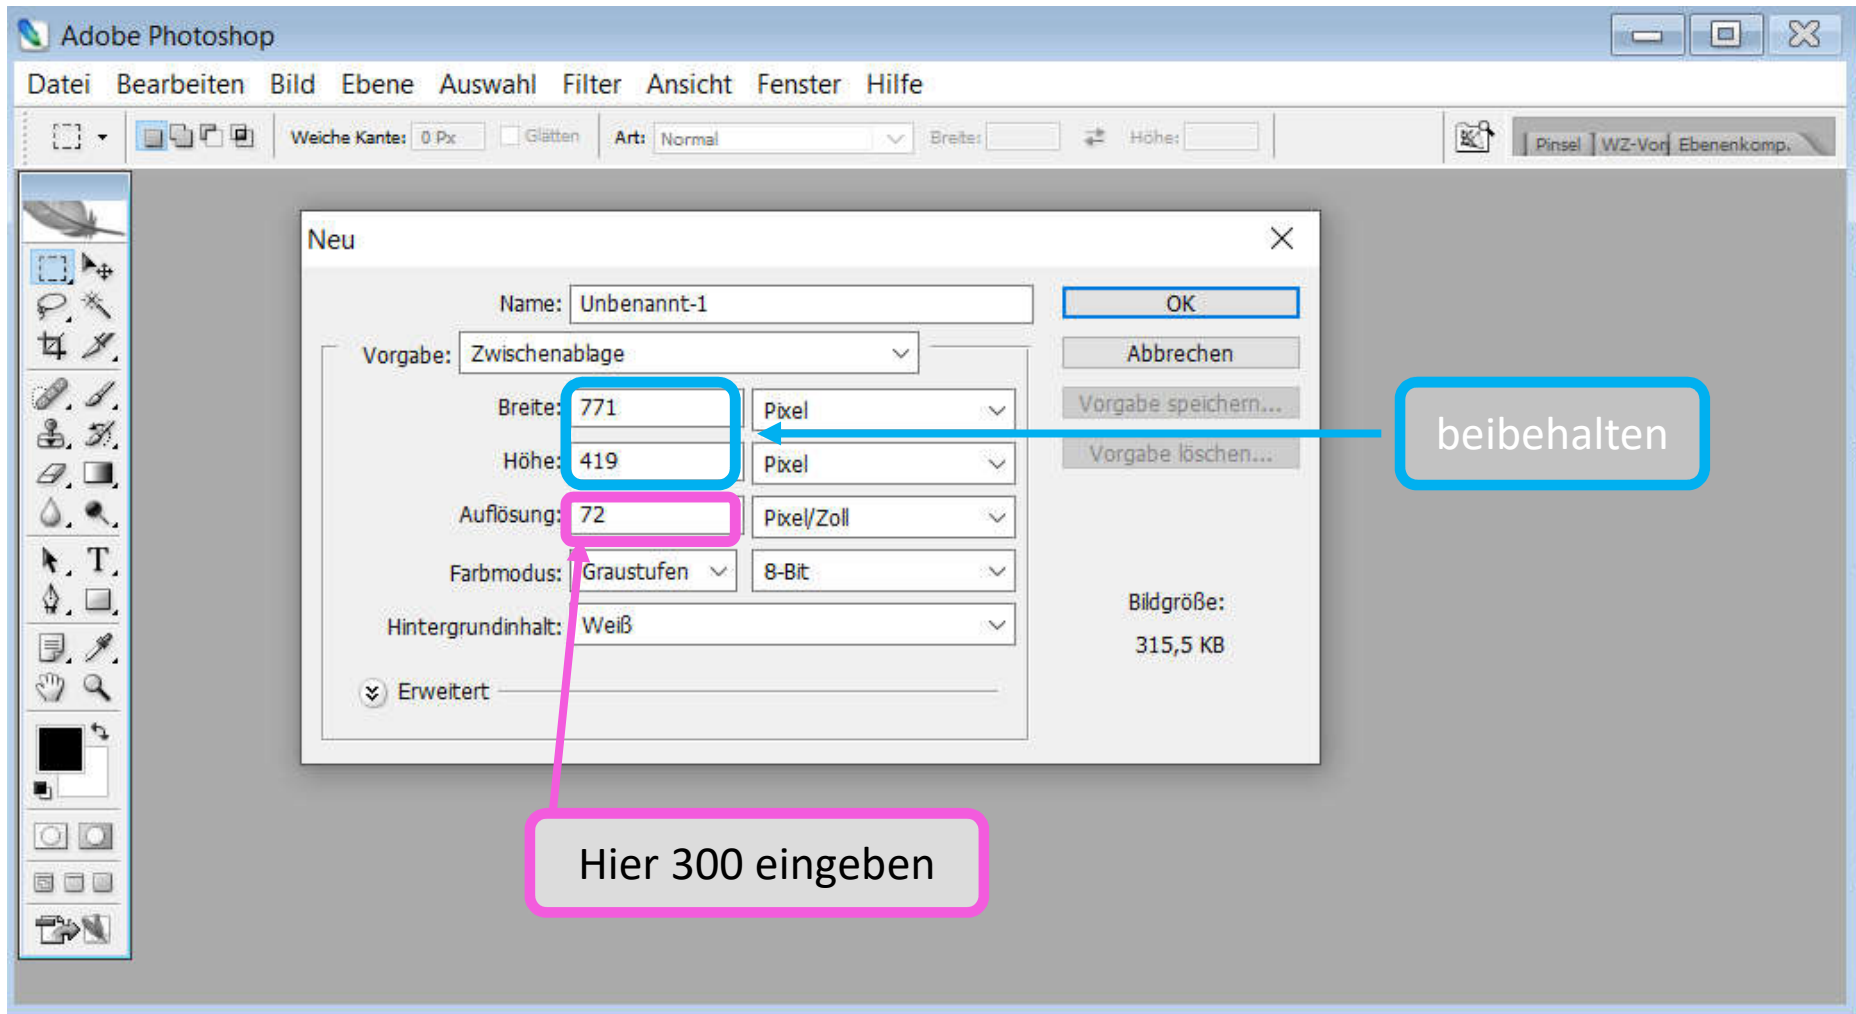 Adobe Photoshop
Datei Bearbeiten Bild Ebene Auswahl Filter Ansicht Fenster Hilfe
Weiche Kante: 0 Px Glätten Art: Normal Breite: Höhe: Pinsel WZ-Vor Ebenenkomp.
Neu
Name: Unbenannt-1 OK
Vorgabe: Zwischenablage Abbrechen
Breite: 771 Pixel Vorgabe speichern...
beibehalten
Höhe: 419 Pixel Vorgabe löschen...
Auflösung: 72 Pixel/Zoll
Farbmodus: Graustufen 8-Bit
Bildgröße:
Hintergrundinhalt: Weiß
315,5 KB
Erweitert
Hier 300 eingeben